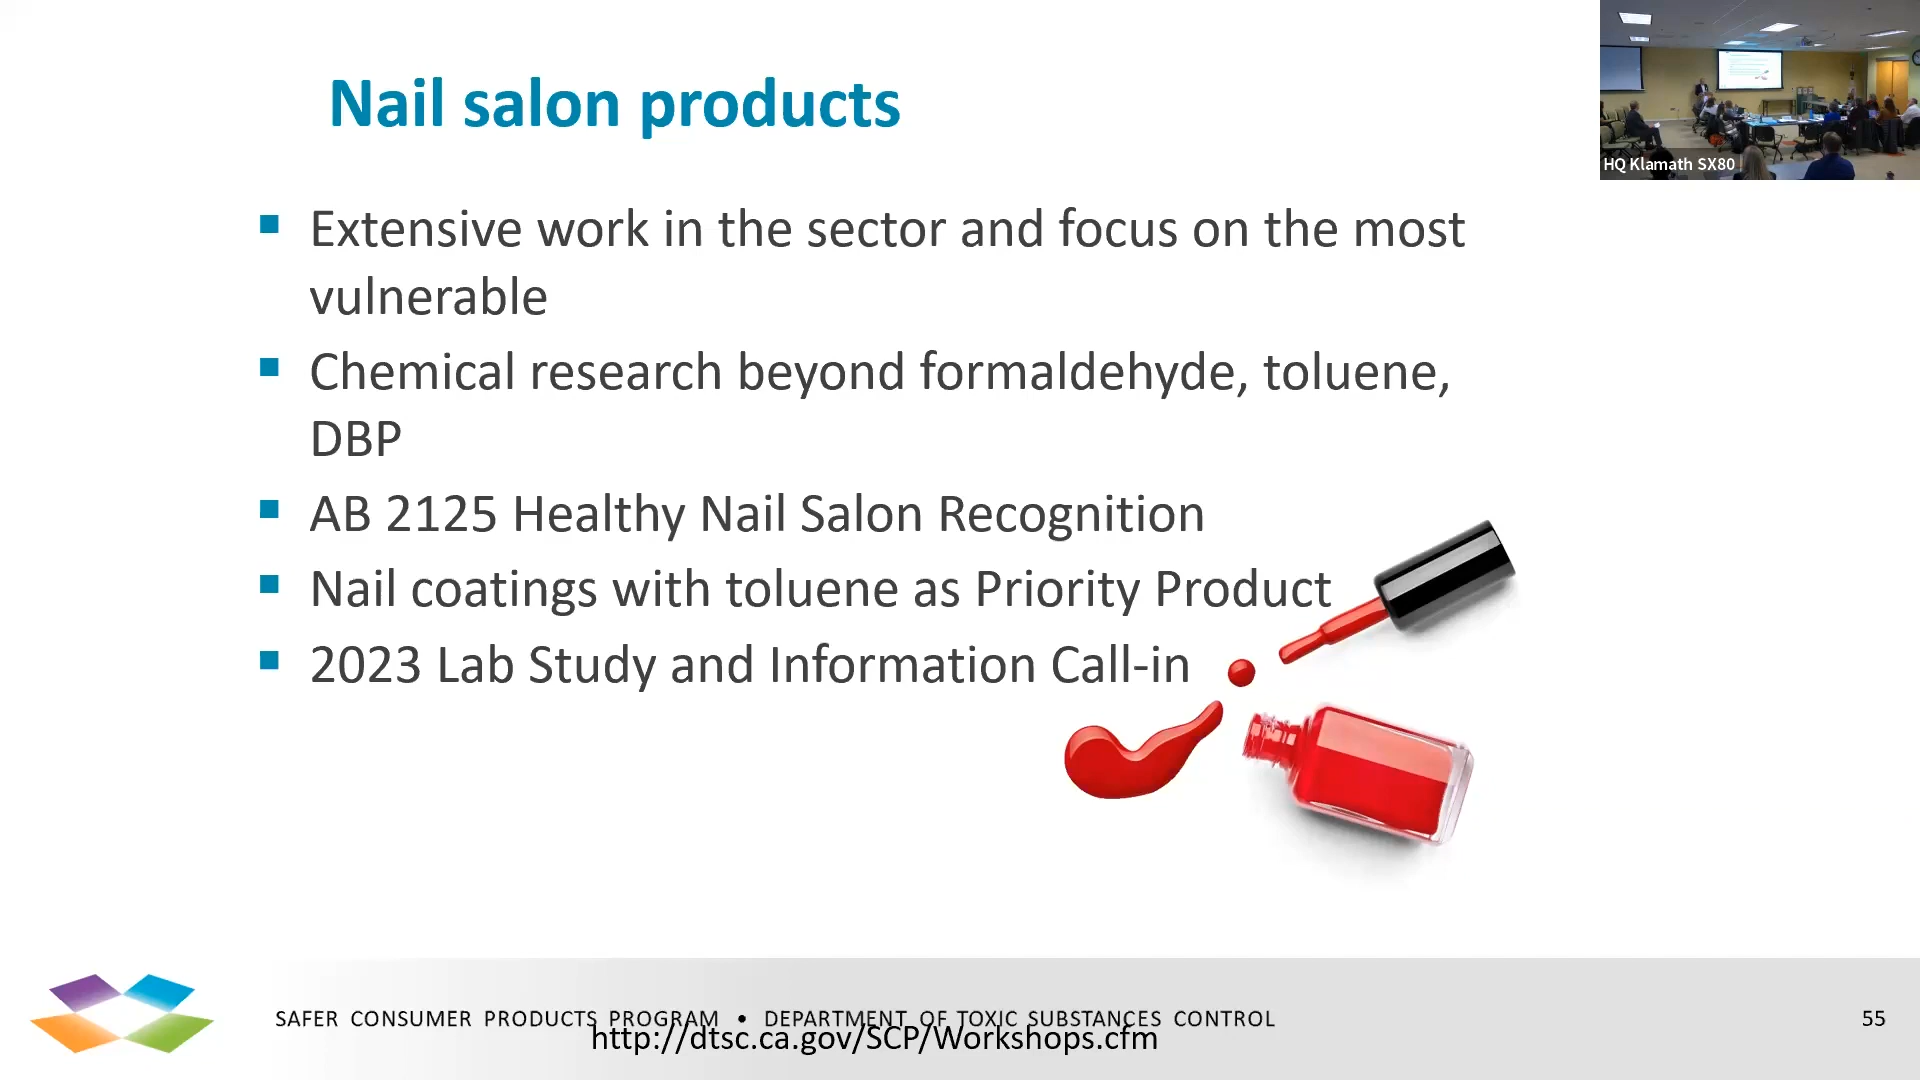 Nail salon products
HQ Klamath SX80
Extensive work in the sector and focus on the most
vulnerable
Chemical research beyond formaldehyde, toluene,
DBP
AB 2125 Healthy Nail Salon Recognition
Nail coatings with toluene as Priority Product
2023 Lab Study and Information Call-in
SAFER CONSUMER PRODUCTS PROGRAM • DEPARTMENT OF TOXIC SUBSTANCES CONTROL
55
http://dtsc.ca.gov/SCP/Workshops.cfm